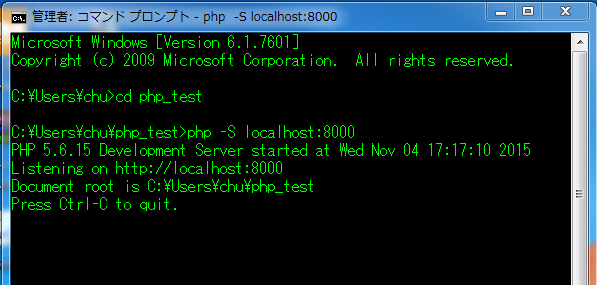 管理者: コマンド プロンプト - php  -S localhost:8000
Microsoft Windows [Version 6.1.7601]
Copyright (c) 2009 Microsoft Corporation.  All rights reserved.
C:¥Users¥chu>cd php_test
C:¥Users¥chu¥php_test>php -S localhost:8000
PHP 5.6.15 Development Server started at Wed Nov 04 17:17:10 2015
Listening on http://localhost:8000
Document root is C:¥Users¥chu¥php_test
Press Ctrl-C to quit.